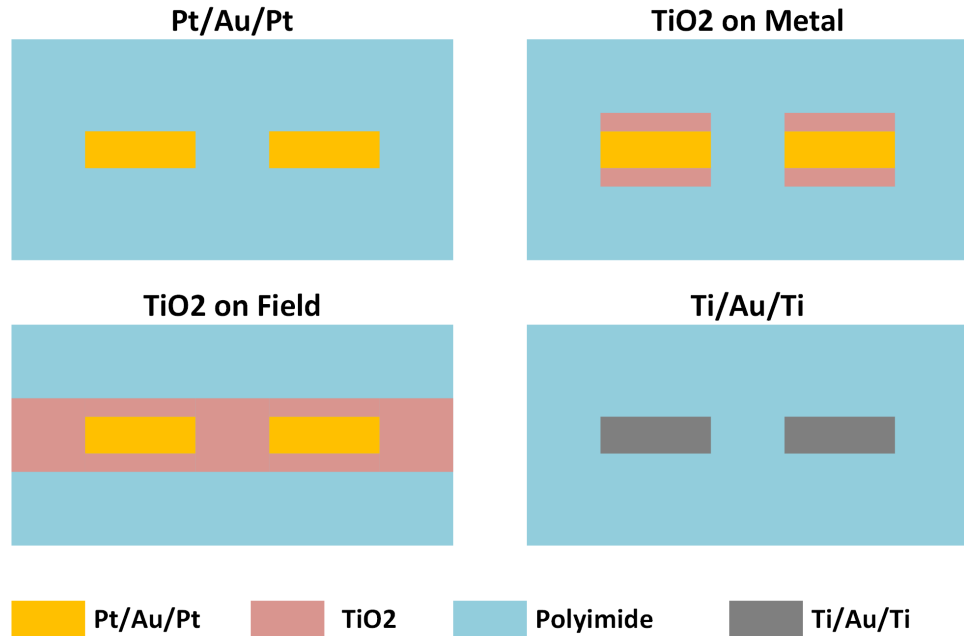 Pt/Au/Pt
TiO2 on Metal
TiO2 on Field
Ti/Au/Ti
Pt/Au/Pt
TiO2
Polyimide
Ti/Au/Ti